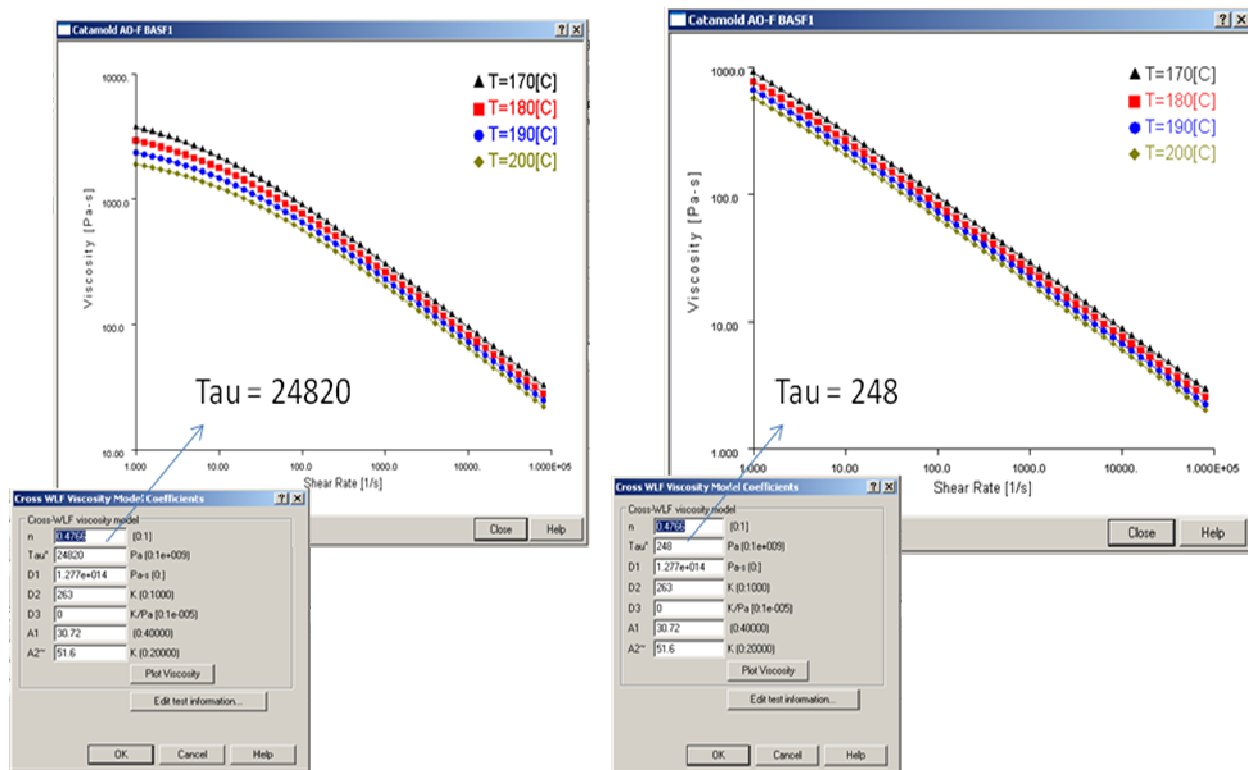 Catamold AO-F BASF1
10000.
1000.0
100.0
10.00
Viscosity [Pa-s]
T=170[C]
T=180[C]
T=190[C]
T=200[C]
Tau = 24820
1.000
10.00
100.0
1000.0
10000.
1.000E+05
Shear Rate [1/s]
Close
Help
Cross WLF Viscosity Model Coefficients
Cross-WLF viscosity model
n 0.4766 (0:1)
Tau* 24820 Pa (0:1e+009)
D1 1.277e+014 Pa-s (0:)
D2 263 K (0:1000)
D3 0 K/Pa (0:1e-005)
A1 30.72 (0:40000)
A2~ 51.6 K (0:20000)
Plot Viscosity
Edit test information...
OK
Cancel
Help
Catamold AO-F BASF1
1000.0
100.0
10.00
1.000
Viscosity [Pa-s]
T=170[C]
T=180[C]
T=190[C]
T=200[C]
Tau = 248
1.000
10.00
100.0
1000.0
10000.
1.000E+05
Shear Rate [1/s]
Close
Help
Cross WLF Viscosity Model Coefficients
Cross-WLF viscosity model
n 0.4766 (0:1)
Tau* 248 Pa (0:1e+009)
D1 1.277e+014 Pa-s (0:)
D2 263 K (0:1000)
D3 0 K/Pa (0:1e-005)
A1 30.72 (0:40000)
A2~ 51.6 K (0:20000)
Plot Viscosity
Edit test information...
OK
Cancel
Help